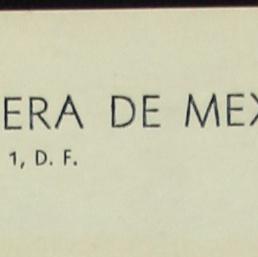 ERA DE MEX
1, D. F.